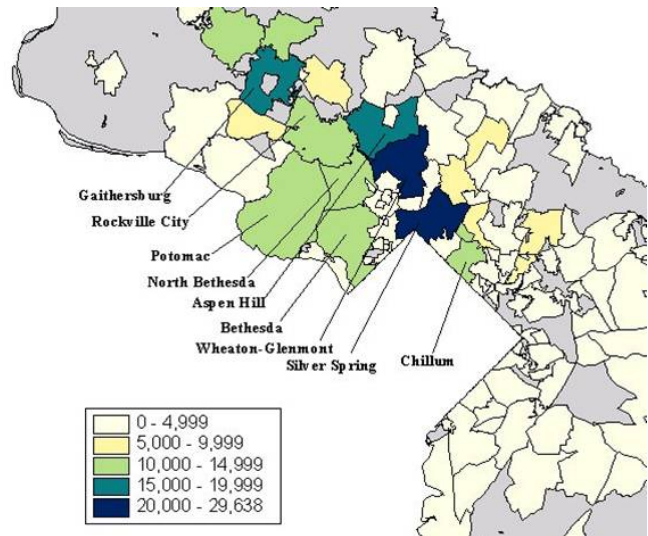 Gaithersburg
Rockville City
Potomac
North Bethesda
Aspen Hill
Bethesda
Wheaton-Glenmont
Silver Spring
Chillum
0 - 4,999
5,000 - 9,999
10,000 - 14,999
15,000 - 19,999
20,000 - 29,638